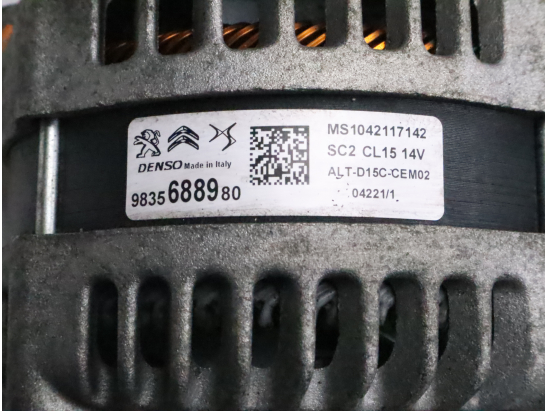 DENSO Made in Italy
9835688980
MS1042117142
SC2 CL15 14V
ALT-D15C-CEM02
04221/1